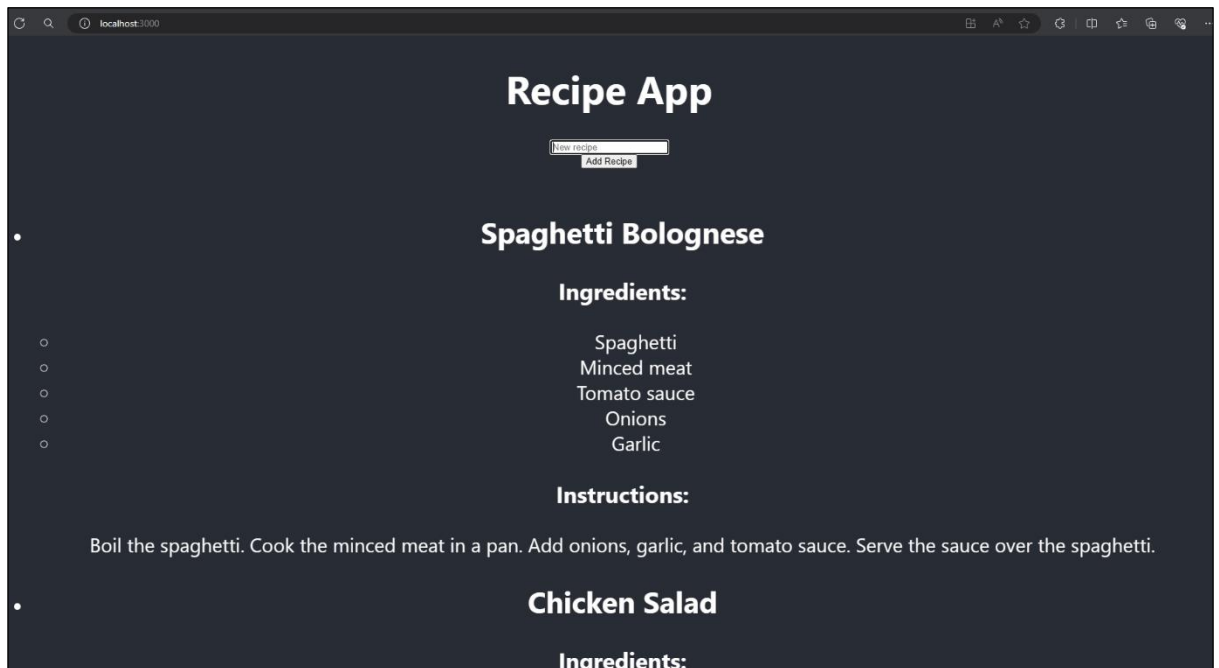 localhost:3000
Recipe App
New recipe
Add Recipe
Spaghetti Bolognese
Ingredients:
Spaghetti
Minced meat
Tomato sauce
Onions
Garlic
Instructions:
Boil the spaghetti. Cook the minced meat in a pan. Add onions, garlic, and tomato sauce. Serve the sauce over the spaghetti.
Chicken Salad
Ingredients: